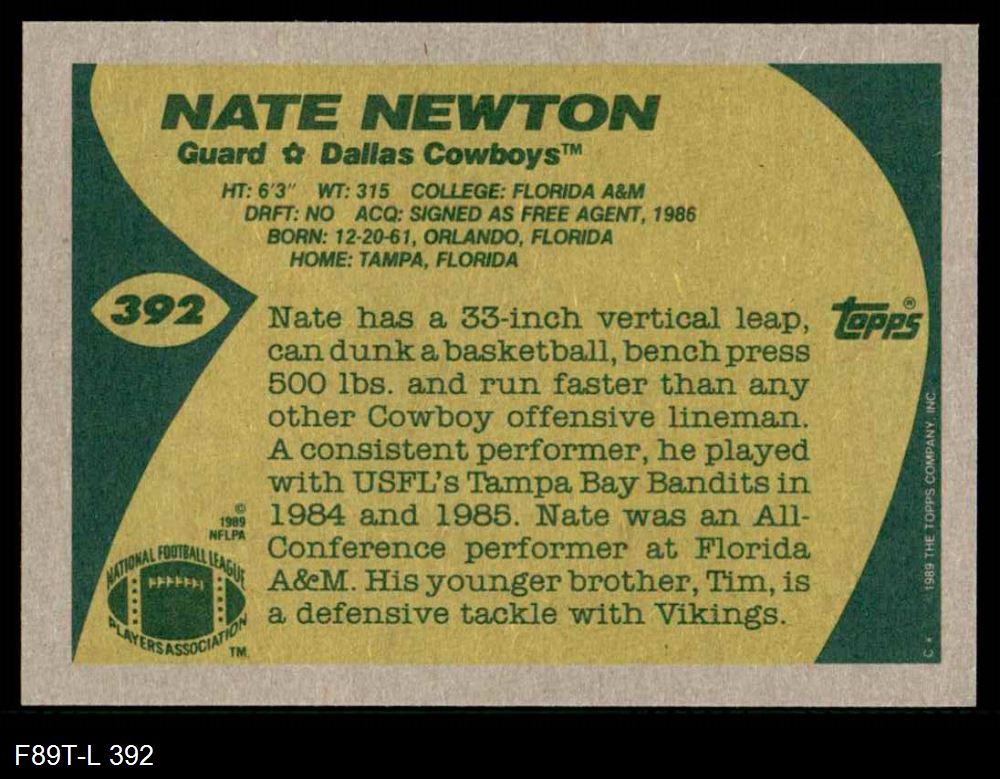 NATE NEWTON
Guard ✩ Dallas Cowboys™
HT: 6'3" WT: 315 COLLEGE: FLORIDA A&M
DRFT: NO ACQ: SIGNED AS FREE AGENT, 1986
BORN: 12-20-61, ORLANDO, FLORIDA
HOME: TAMPA, FLORIDA
392
topps®
Nate has a 33-inch vertical leap,
can dunk a basketball, bench press
500 lbs. and run faster than any
other Cowboy offensive lineman.
A consistent performer, he played
with USFL's Tampa Bay Bandits in
1984 and 1985. Nate was an All-
Conference performer at Florida
A&M. His younger brother, Tim, is
a defensive tackle with Vikings.
©
1989
NFLPA
NATIONAL FOOTBALL LEAGUE
PLAYERS ASSOCIATION
TM
C * 1989 THE TOPPS COMPANY, INC.
F89T-L 392